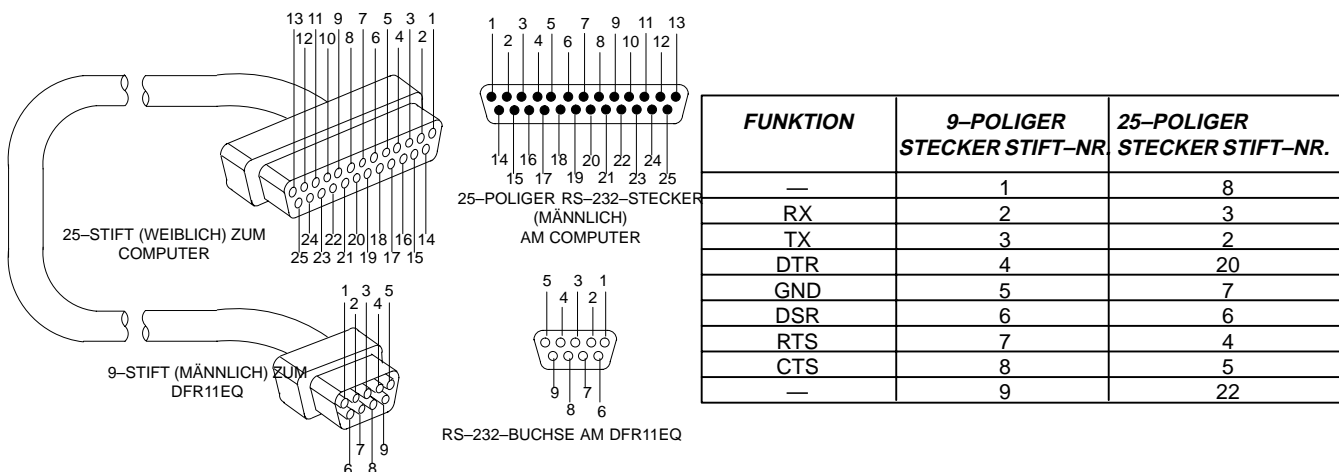 13 11 9 7 5 3 1
12 10 8 6 4 2
24 22 20 18 16 14
25 23 21 19 17 15
25–STIFT (WEIBLICH) ZUM
COMPUTER
1 3 5
2 4
7 9
6 8
9–STIFT (MÄNNLICH) ZUM
DFR11EQ
1 3 5 7 9 11 13
2 4 6 8 10 12
14 16 18 20 22 24
15 17 19 21 23 25
25–POLIGER RS–232–STECKER
(MÄNNLICH)
AM COMPUTER
5 3 1
4 2
9 7
8 6
RS–232–BUCHSE AM DFR11EQ
FUNKTION 9–POLIGER STECKER STIFT–NR. 25–POLIGER STECKER STIFT–NR.
— 1 8
RX 2 3
TX 3 2
DTR 4 20
GND 5 7
DSR 6 6
RTS 7 4
CTS 8 5
— 9 22